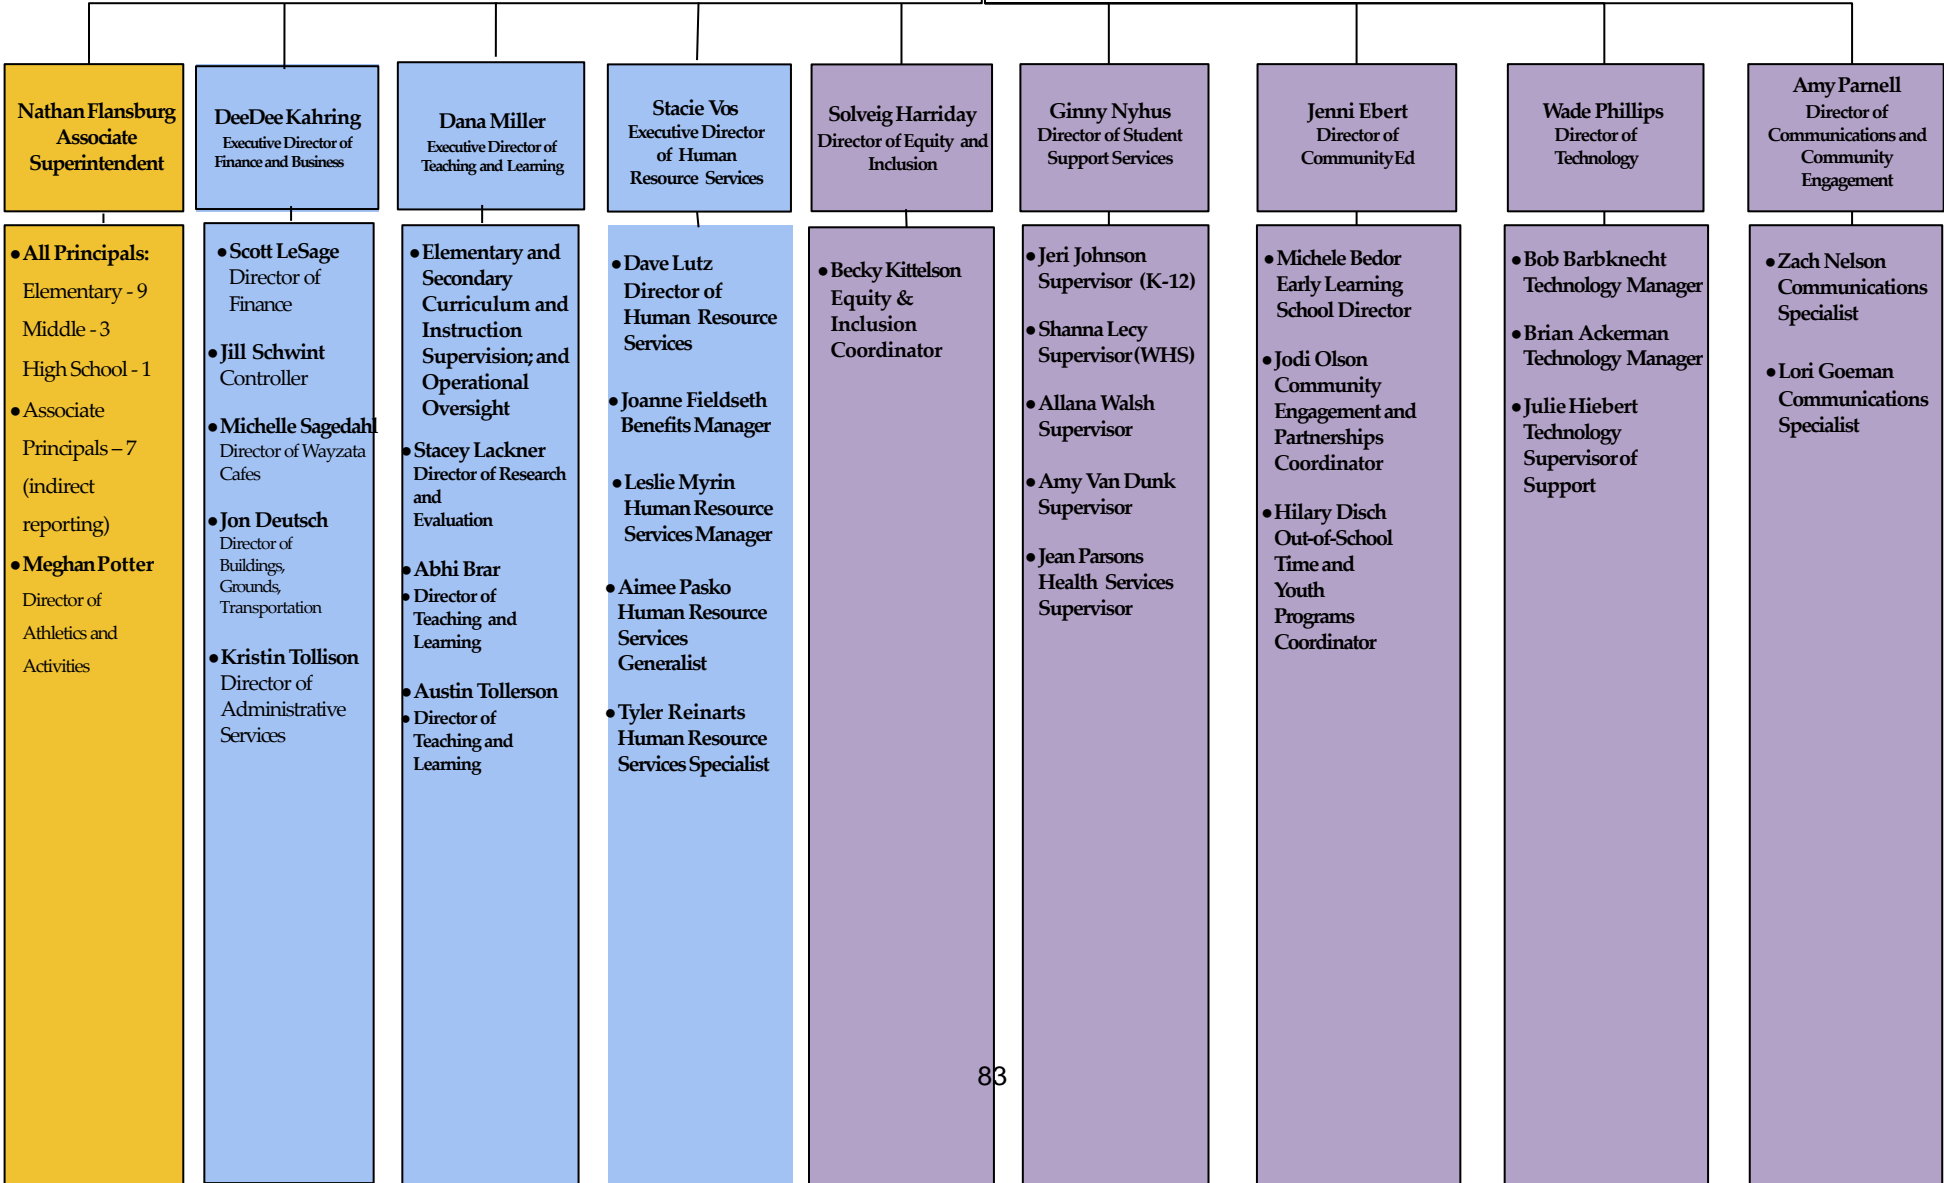 Nathan Flansburg
Associate
Superintendent
DeeDee Kahring
Executive Director of
Finance and Business
Dana Miller
Executive Director of
Teaching and Learning
Stacie Vos
Executive Director
of Human
Resource Services
Solveig Harriday
Director of Equity and
Inclusion
Ginny Nyhus
Director of Student
Support Services
Jenni Ebert
Director of
Community Ed
Wade Phillips
Director of
Technology
Amy Parnell
Director of
Communications and
Community
Engagement
● All Principals:
Elementary - 9
Middle - 3
High School - 1
● Associate
Principals – 7
(indirect
reporting)
● Meghan Potter
Director of
Athletics and
Activities
● Scott LeSage
Director of
Finance
● Jill Schwint
Controller
● Michelle Sagedahl
Director of Wayzata
Cafes
● Jon Deutsch
Director of
Buildings,
Grounds,
Transportation
● Kristin Tollison
Director of
Administrative
Services
● Elementary and
Secondary
Curriculum and
Instruction
Supervision; and
Operational
Oversight
● Stacey Lackner
Director of Research
and
Evaluation
● Abhi Brar
● Director of
Teaching and
Learning
● Austin Tollerson
● Director of
Teaching and
Learning
● Dave Lutz
Director of
Human Resource
Services
● Joanne Fieldseth
Benefits Manager
● Leslie Myrin
Human Resource
Services Manager
● Aimee Pasko
Human Resource
Services
Generalist
● Tyler Reinarts
Human Resource
Services Specialist
● Becky Kittelson
Equity &
Inclusion
Coordinator
● Jeri Johnson
Supervisor (K-12)
● Shanna Lecy
Supervisor (WHS)
● Allana Walsh
Supervisor
● Amy Van Dunk
Supervisor
● Jean Parsons
Health Services
Supervisor
● Michele Bedor
Early Learning
School Director
● Jodi Olson
Community
Engagement and
Partnerships
Coordinator
● Hilary Disch
Out-of-School
Time and
Youth
Programs
Coordinator
● Bob Barbknecht
Technology Manager
● Brian Ackerman
Technology Manager
● Julie Hiebert
Technology
Supervisor of
Support
● Zach Nelson
Communications
Specialist
● Lori Goeman
Communications
Specialist
83